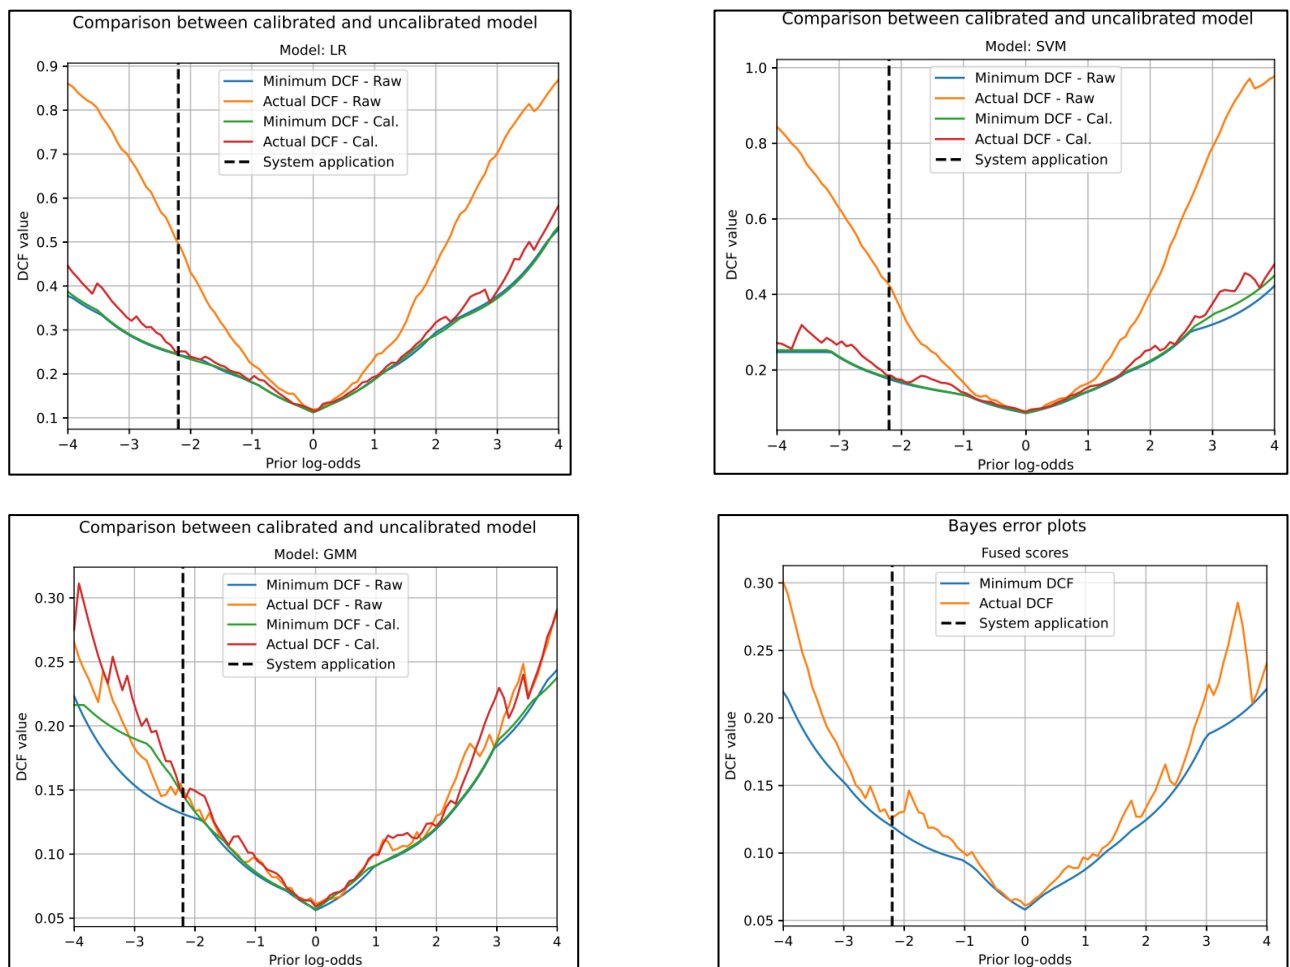 Comparison between calibrated and uncalibrated model
Model: LR
Minimum DCF - Raw
Actual DCF - Raw
Minimum DCF - Cal.
Actual DCF - Cal.
System application
DCF value
0.9
0.8
0.7
0.6
0.5
0.4
0.3
0.2
0.1
−4 −3 −2 −1 0 1 2 3 4
Prior log-odds
Comparison between calibrated and uncalibrated model
Model: SVM
Minimum DCF - Raw
Actual DCF - Raw
Minimum DCF - Cal.
Actual DCF - Cal.
System application
DCF value
1.0
0.8
0.6
0.4
0.2
−4 −3 −2 −1 0 1 2 3 4
Prior log-odds
Comparison between calibrated and uncalibrated model
Model: GMM
Minimum DCF - Raw
Actual DCF - Raw
Minimum DCF - Cal.
Actual DCF - Cal.
System application
DCF value
0.30
0.25
0.20
0.15
0.10
0.05
−4 −3 −2 −1 0 1 2 3 4
Prior log-odds
Bayes error plots
Fused scores
Minimum DCF
Actual DCF
System application
DCF value
0.30
0.25
0.20
0.15
0.10
0.05
−4 −3 −2 −1 0 1 2 3 4
Prior log-odds